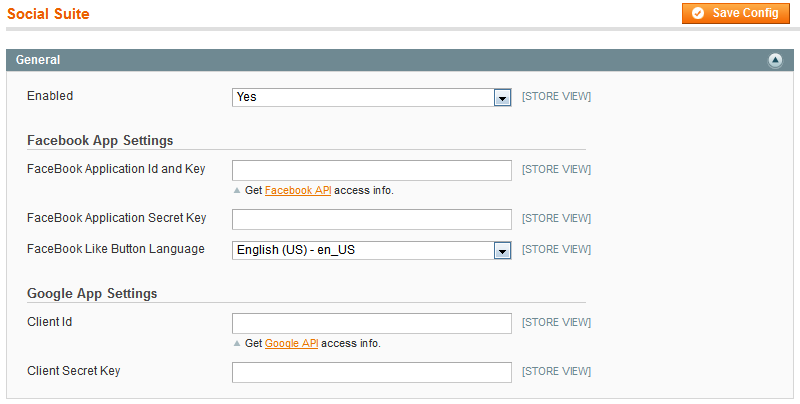 Social Suite
Save Config
General
Enabled Yes [STORE VIEW]
Facebook App Settings
FaceBook Application Id and Key [STORE VIEW]
Get Facebook API access info.
FaceBook Application Secret Key [STORE VIEW]
FaceBook Like Button Language English (US) - en_US [STORE VIEW]
Google App Settings
Client Id [STORE VIEW]
Get Google API access info.
Client Secret Key [STORE VIEW]